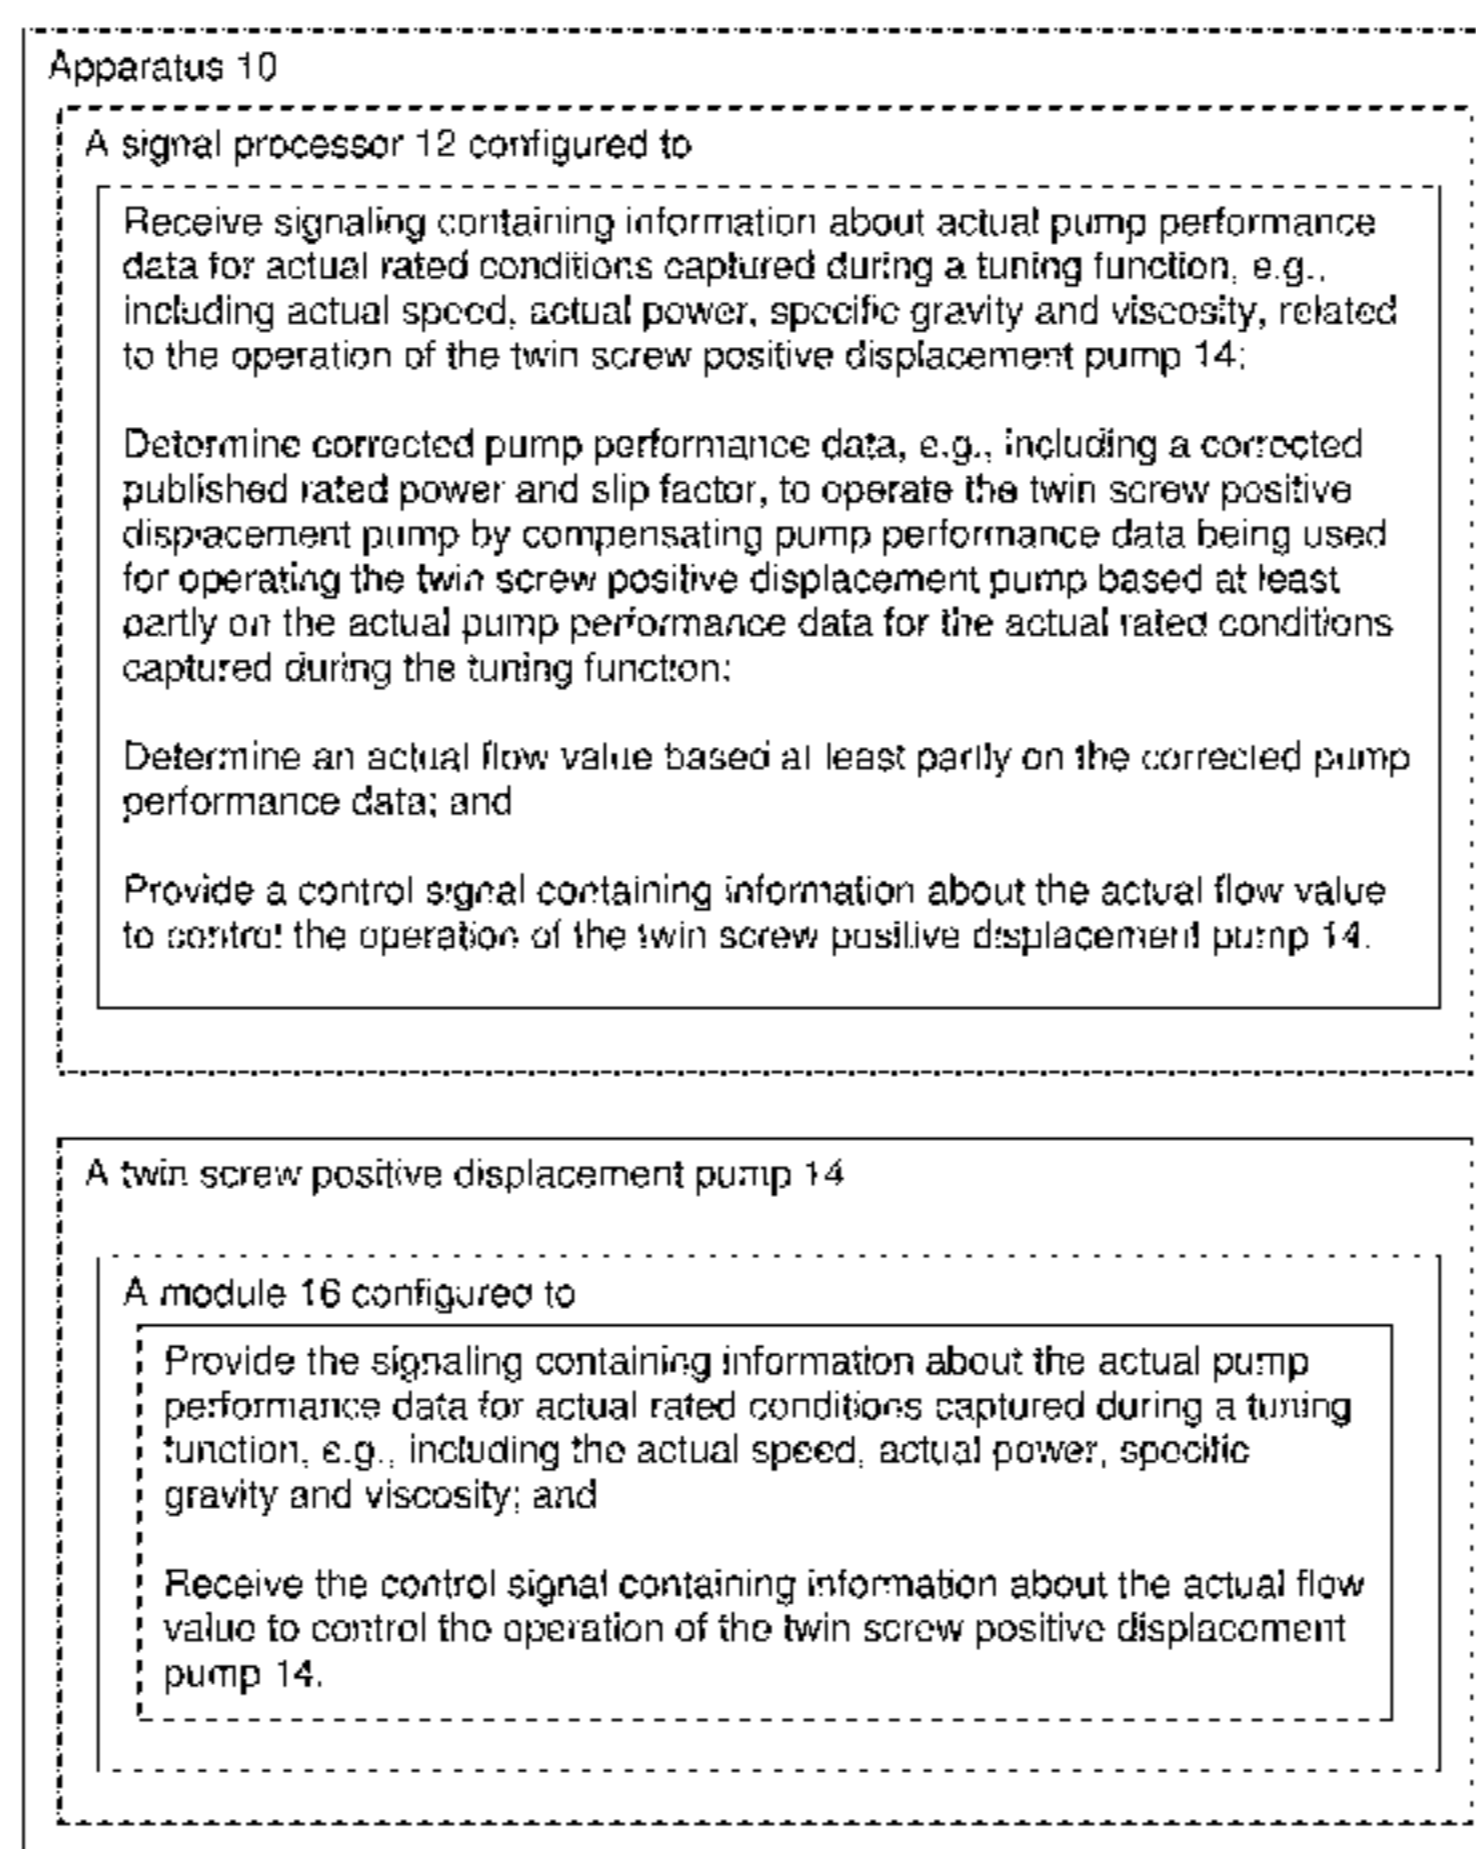 Apparatus 10
A signal processor 12 configured to
Receive signaling containing information about actual pump performance
data for actual rated conditions captured during a tuning function, e.g.,
including actual speed, actual power, specific gravity and viscosity, related
to the operation of the twin screw positive displacement pump 14;
Determine corrected pump performance data, e.g., including a corrected
published rated power and slip factor, to operate the twin screw positive
displacement pump by compensating pump performance data being used
for operating the twin screw positive displacement pump based at least
partly on the actual pump performance data for the actual rated conditions
captured during the tuning function;
Determine an actual flow value based at least partly on the corrected pump
performance data; and
Provide a control signal containing information about the actual flow value
to control the operation of the twin screw positive displacement pump 14.
A twin screw positive displacement pump 14
A module 16 configured to
Provide the signaling containing information about the actual pump
performance data for actual rated conditions captured during a tuning
function, e.g., including the actual speed, actual power, specific
gravity and viscosity; and
Receive the control signal containing information about the actual flow
value to control the operation of the twin screw positive displacement
pump 14.